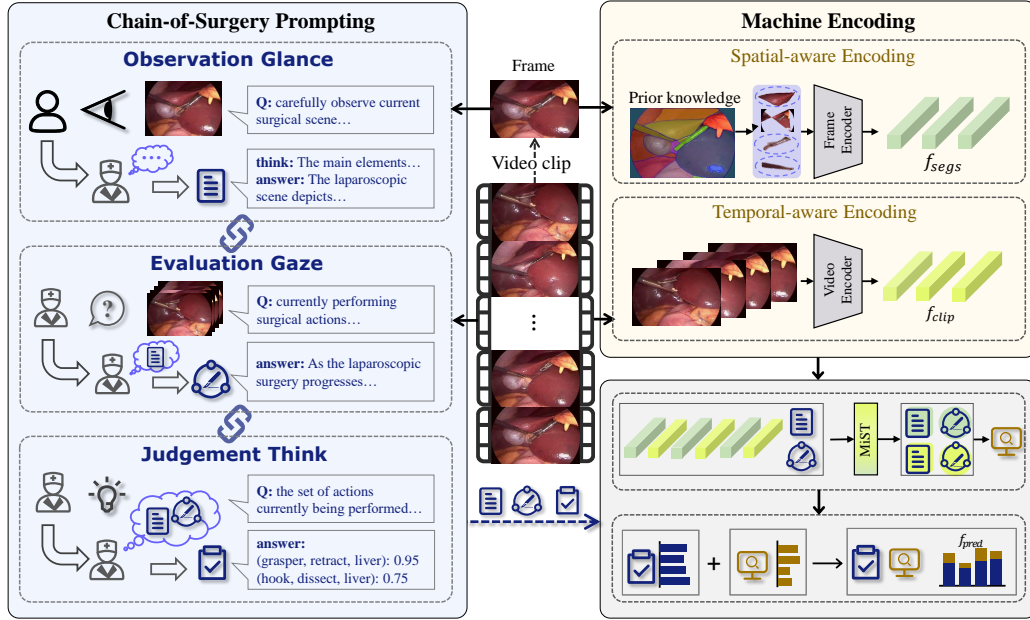 Chain-of-Surgery Prompting
Observation Glance
Q: carefully observe current
surgical scene…
think: The main elements…
answer: The laparoscopic
scene depicts…
Evaluation Gaze
?
Q: currently performing
surgical actions…
answer: As the laparoscopic
surgery progresses…
Judgement Think
Q: the set of actions
currently being performed…
answer:
(grasper, retract, liver): 0.95
(hook, dissect, liver): 0.75
Frame
Video clip
⋮
Machine Encoding
Spatial-aware Encoding
Prior knowledge
Frame
Encoder
f_segs
Temporal-aware Encoding
Video
Encoder
f_clip
MiST
+
f_pred